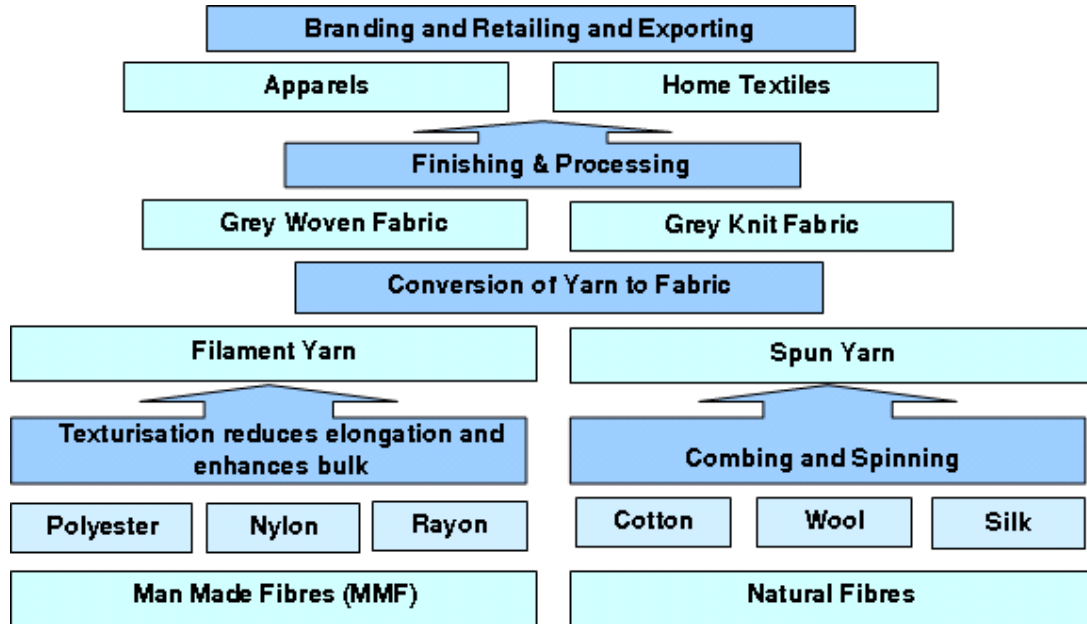 Branding and Retailing and Exporting
Apparels
Home Textiles
Finishing & Processing
Grey Woven Fabric
Grey Knit Fabric
Conversion of Yarn to Fabric
Filament Yarn
Spun Yarn
Texturisation reduces elongation and
enhances bulk
Combing and Spinning
Polyester
Nylon
Rayon
Cotton
Wool
Silk
Man Made Fibres (MMF)
Natural Fibres